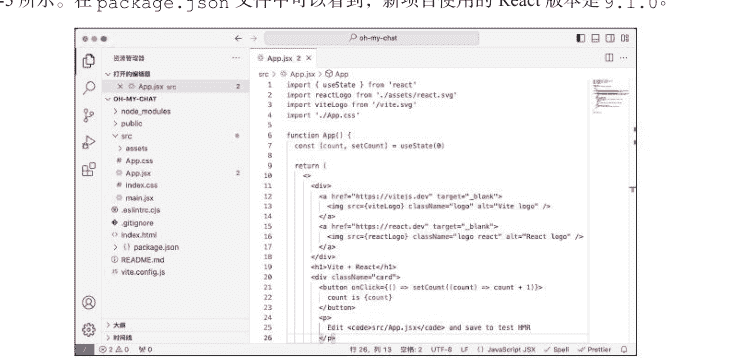 -3 所示。在 package.json 文件中可以看到，新项目使用的 React 版本是 9.1.0。
oh-my-chat
资源管理器
打开的编辑器
App.jsx src 2
OH-MY-CHAT
node_modules
public
src
assets
App.css
App.jsx 2
index.css
main.jsx
.eslintrc.cjs
.gitignore
index.html
package.json
README.md
vite.config.js
大纲
时间线
App.jsx 2
src > App.jsx > App
1 import { useState } from 'react'
2 import reactLogo from './assets/react.svg'
3 import viteLogo from '/vite.svg'
4 import './App.css'
5
6 function App() {
7 const [count, setCount] = useState(0)
8
9 return (
10 <>
11 <div>
12 <a href="https://vitejs.dev" target="_blank">
13 <img src={viteLogo} className="logo" alt="Vite logo" />
14 </a>
15 <a href="https://react.dev" target="_blank">
16 <img src={reactLogo} className="logo react" alt="React logo" />
17 </a>
18 </div>
19 <h1>Vite + React</h1>
20 <div className="card">
21 <button onClick={() => setCount((count) => count + 1)}>
22 count is {count}
23 </button>
24 <p>
25 Edit <code>src/App.jsx</code> and save to test HMR
26 </p>
2 0 0 行 26, 列 13 空格: 2 UTF-8 LF {} JavaScript JSX Spell Prettier